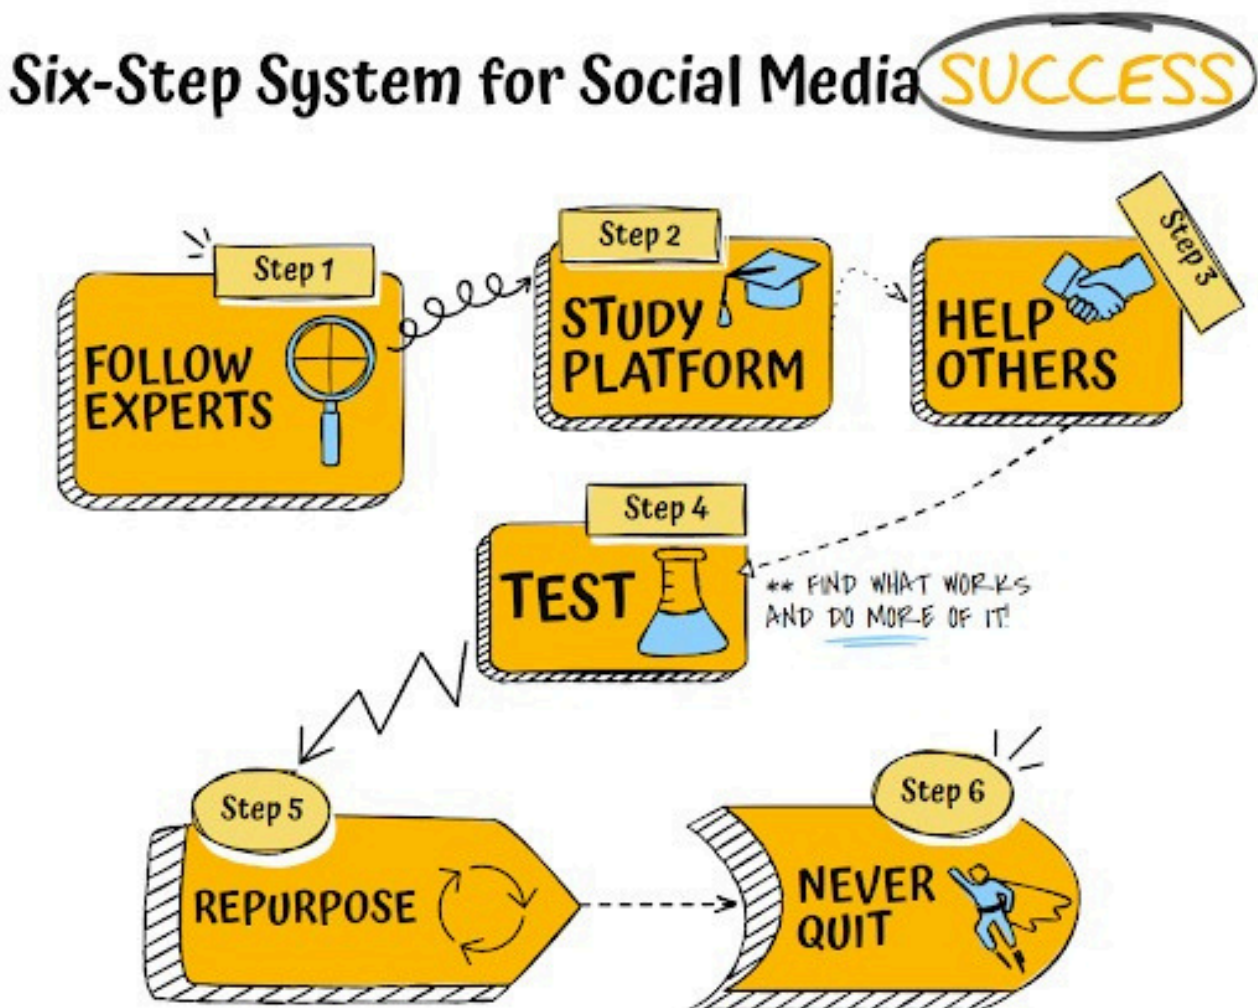 Six-Step System for Social Media SUCCESS
Step 1
FOLLOW
EXPERTS
Step 2
STUDY
PLATFORM
Step 3
HELP
OTHERS
Step 4
TEST
** FIND WHAT WORKS
AND DO MORE OF IT!
Step 5
REPURPOSE
Step 6
NEVER
QUIT